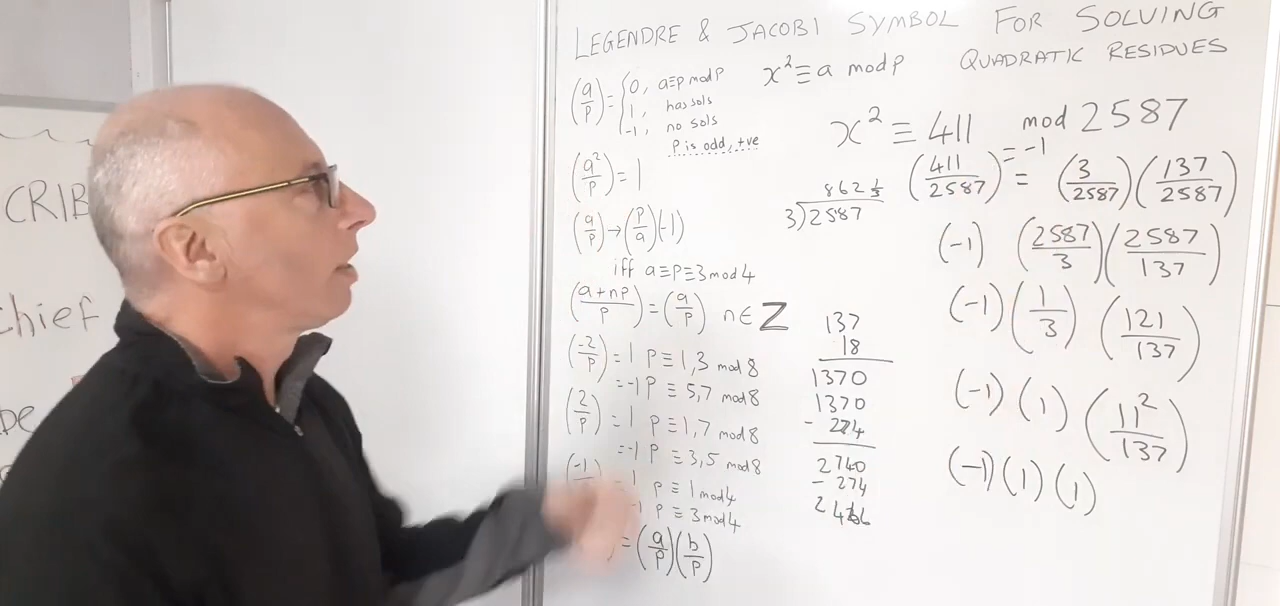 LEGENDRE & JACOBI SYMBOL FOR SOLVING
x² ≡ a mod p QUADRATIC RESIDUES
(a/p) = { 0, a≡p mod P
1, has sols
-1, no sols
P is odd, +ve
(a²/p) = 1
(a/p) → (p/a)(-1)
iff a≡P≡3 mod 4
(a+np/p) = (a/p) n∈Z
(-2/p) = 1 P ≡ 1,3 mod 8
= -1 P ≡ 5,7 mod 8
(2/p) = 1 P ≡ 1,7 mod 8
= -1 P ≡ 3,5 mod 8
(-1
= 1 P ≡ 1 mod 4
-1 P ≡ 3 mod 4
= (a/p)(b/p)
x² ≡ 411 mod 2587
(411/2587) = -1
= (3/2587)(137/2587)
862 1/3
3)2587
(-1) (2587/3)(2587/137)
(-1) (1/3) (121/137)
(-1) (1) (11²/137)
(-1)(1)(1)
137
18
1370
1370
- 274
2740
- 274
CRIB
Chief
be